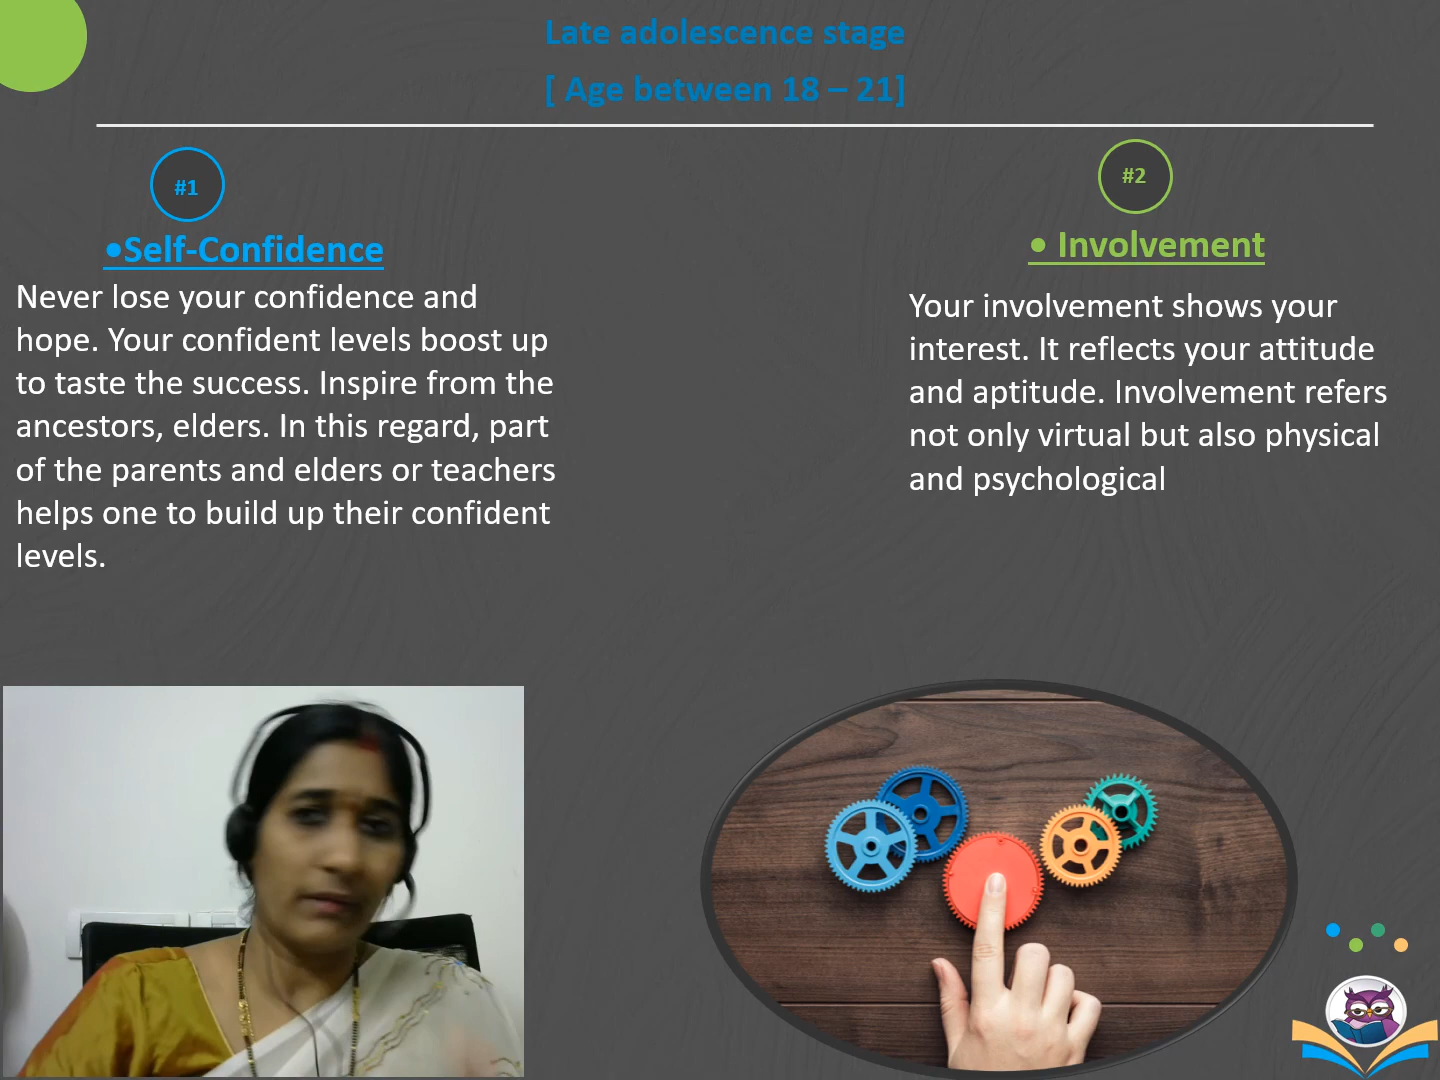 Late adolescence stage
[ Age between 18 – 21]
#1
•Self-Confidence
Never lose your confidence and
hope. Your confident levels boost up
to taste the success. Inspire from the
ancestors, elders. In this regard, part
of the parents and elders or teachers
helps one to build up their confident
levels.
#2
• Involvement
Your involvement shows your
interest. It reflects your attitude
and aptitude. Involvement refers
not only virtual but also physical
and psychological